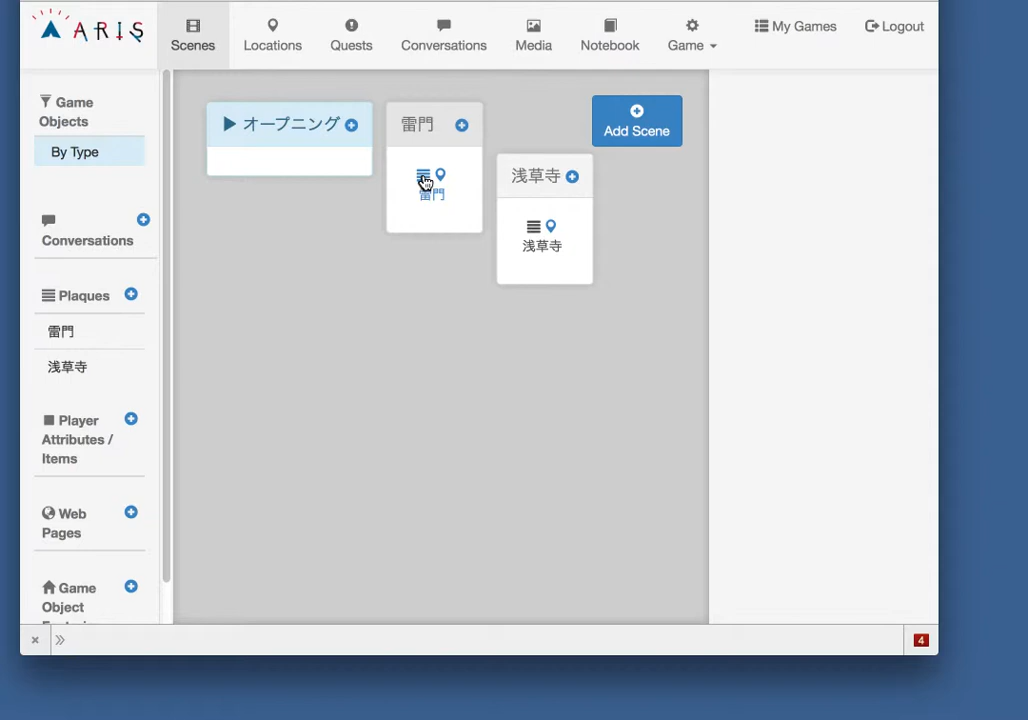 ARIS
Scenes
Locations
Quests
Conversations
Media
Notebook
Game
My Games
Logout
Game
Objects
By Type
Conversations
Plaques
雷門
浅草寺
Player
Attributes /
Items
Web
Pages
Game
Object
オープニング
雷門
雷門
浅草寺
浅草寺
Add Scene
4